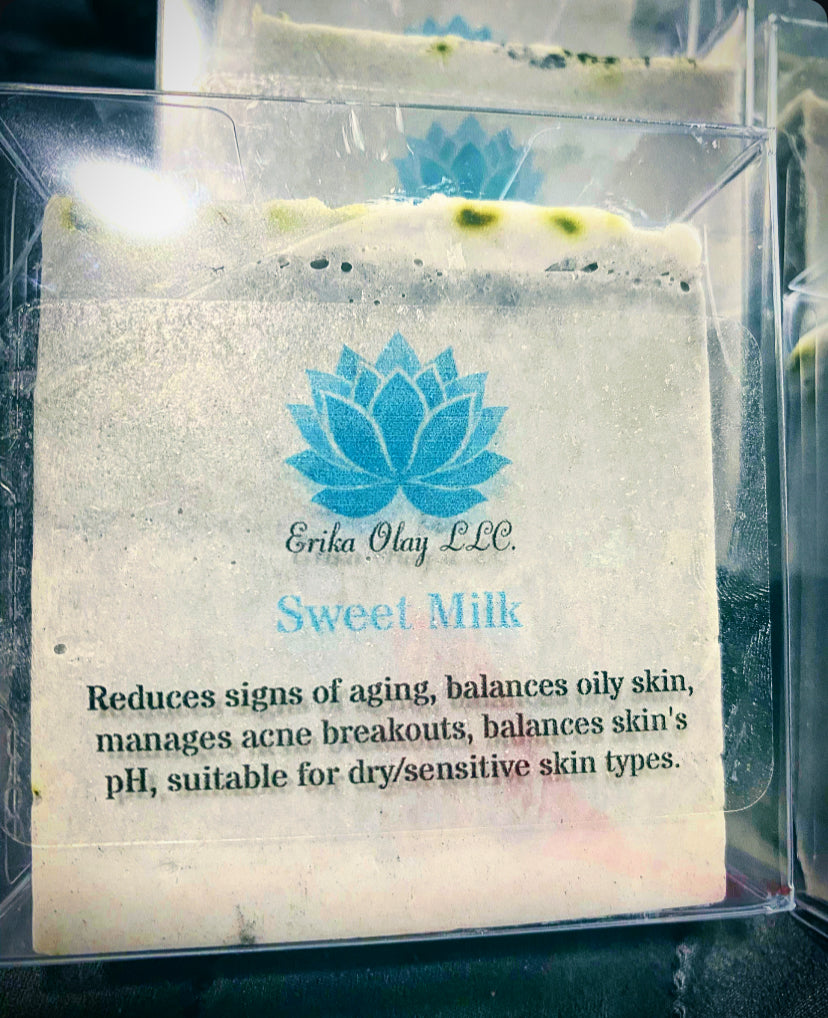 Erika Olay LLC.
Sweet Milk
Reduces signs of aging, balances oily skin,
manages acne breakouts, balances skin's
pH, suitable for dry/sensitive skin types.